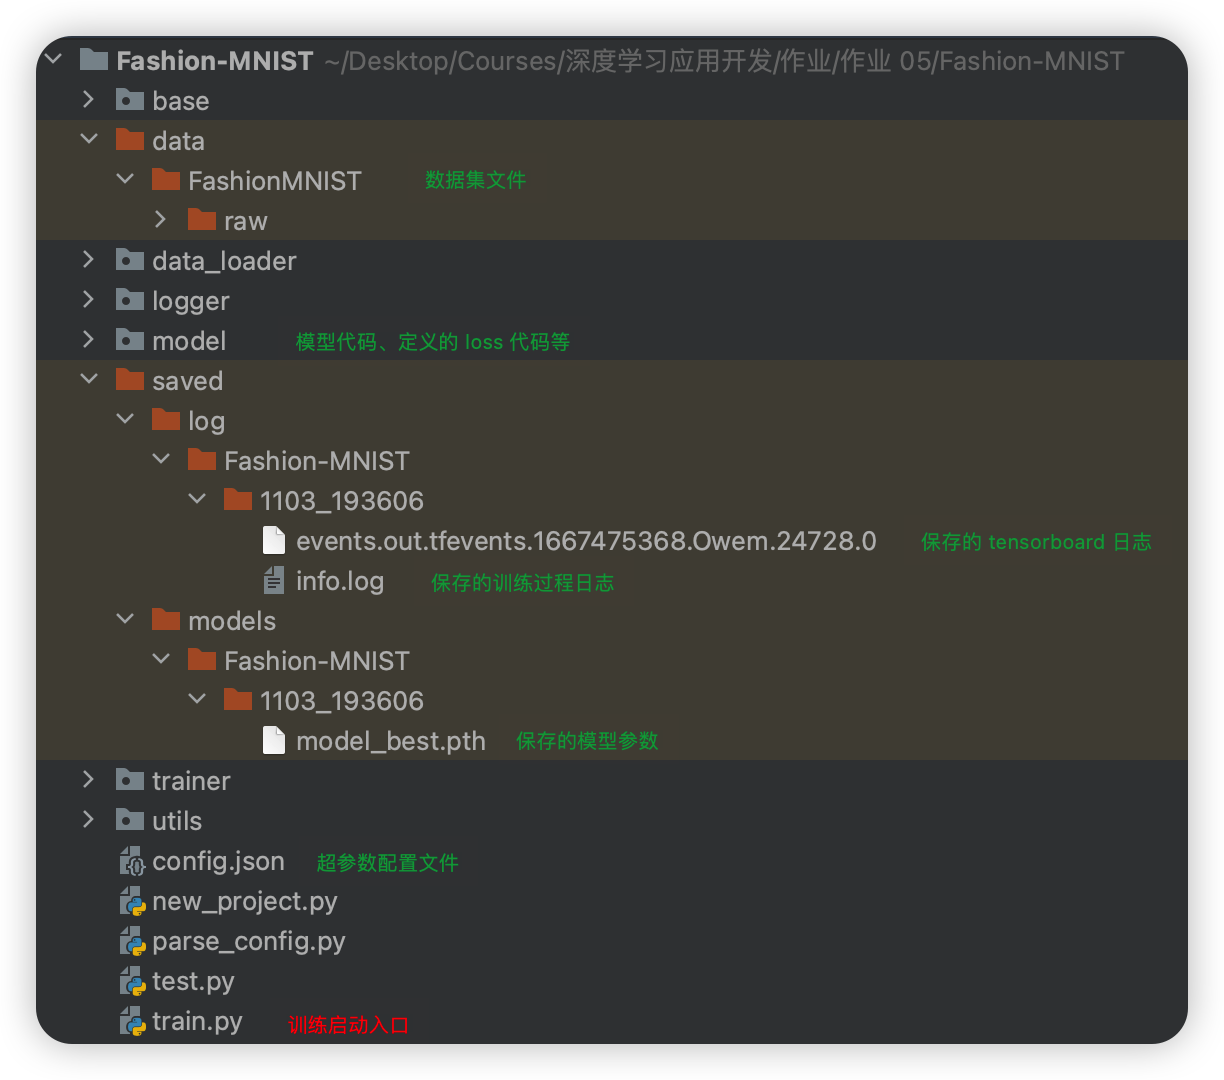 Fashion-MNIST ~/Desktop/Courses/深度学习应用开发/作业/作业 05/Fashion-MNIST
base
data
FashionMNIST 数据集文件
raw
data_loader
logger
model 模型代码、定义的 loss 代码等
saved
log
Fashion-MNIST
1103_193606
events.out.tfevents.1667475368.Owem.24728.0 保存的 tensorboard 日志
info.log 保存的训练过程日志
models
Fashion-MNIST
1103_193606
model_best.pth 保存的模型参数
trainer
utils
config.json 超参数配置文件
new_project.py
parse_config.py
test.py
train.py 训练启动入口